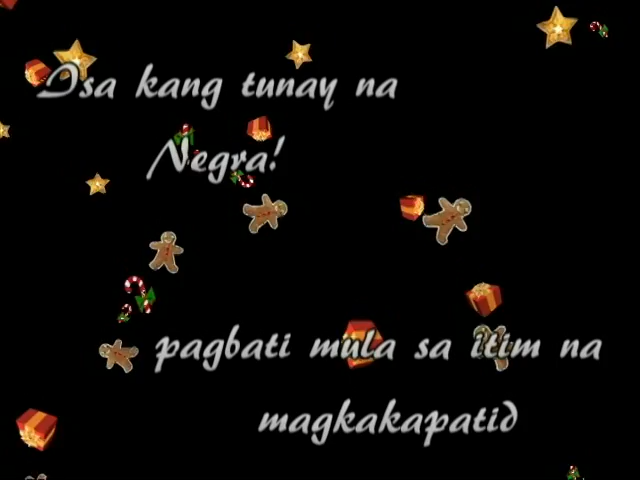 Isa kang tunay na
Negra!
pagbati mula sa itim na
magkakapatid